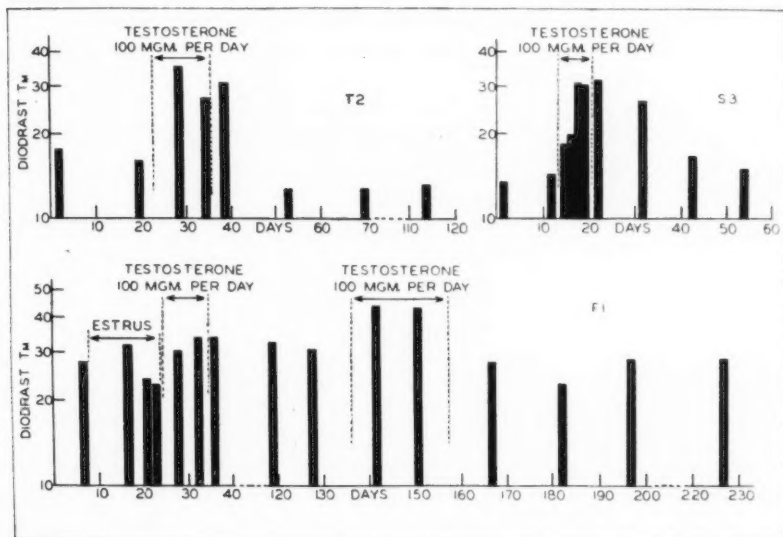 TESTOSTERONE
100 MGM. PER DAY
T2
DIODRAST TM
40
30
20
10
10 20 30 40 DAYS 60 70 110 120
TESTOSTERONE
100 MGM. PER DAY
S3
40
30
20
10
10 20 DAYS 40 50 60
TESTOSTERONE
100 MGM. PER DAY
TESTOSTERONE
100 MGM. PER DAY
F1
ESTRUS
DIODRAST TM
50
40
30
20
10
10 20 30 40 120 130 DAYS 150 160 170 180 190 200 220 230